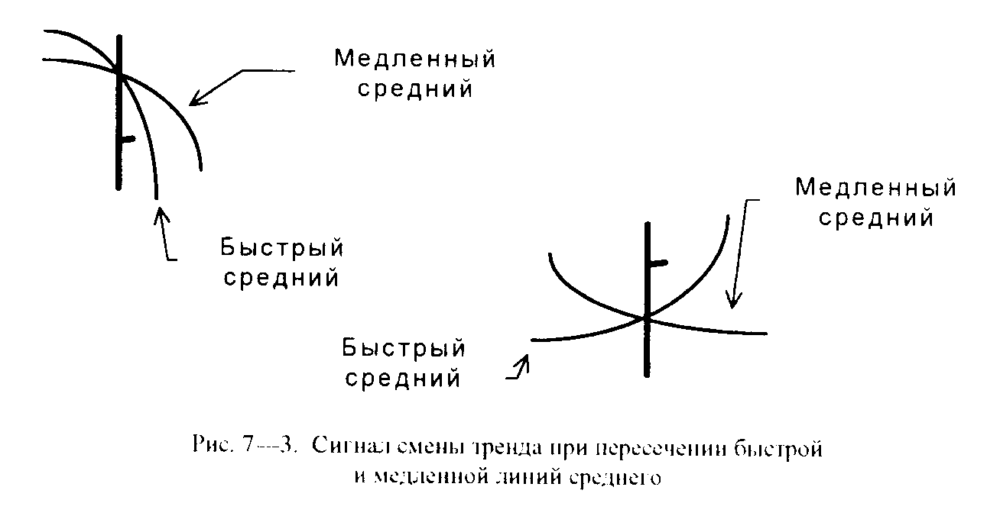 Медленный
средний
Быстрый
средний
Медленный
средний
Быстрый
средний
Рис. 7—3. Сигнал смены тренда при пересечении быстрой
и медленной линий среднего